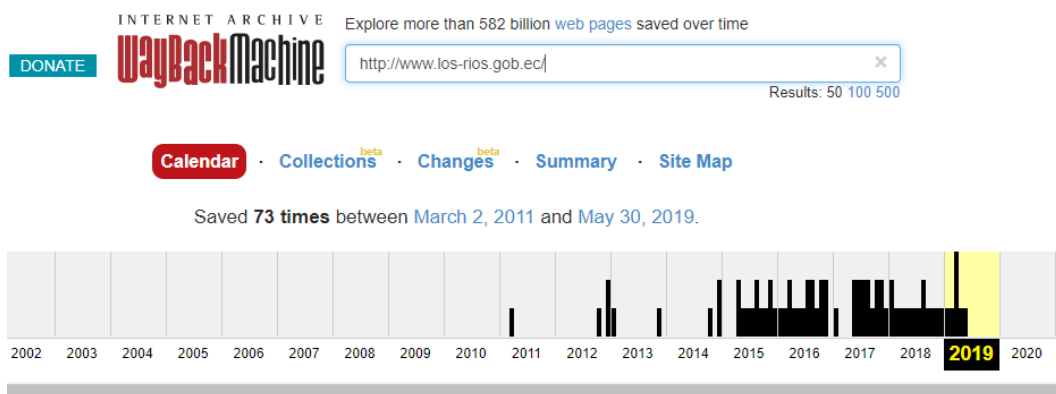 INTERNET ARCHIVE
WayBackMachine
DONATE
Explore more than 582 billion web pages saved over time
http://www.los-rios.gob.ec/
Results: 50 100 500
Calendar · Collections beta · Changes beta · Summary · Site Map
Saved 73 times between March 2, 2011 and May 30, 2019.
2002 2003 2004 2005 2006 2007 2008 2009 2010 2011 2012 2013 2014 2015 2016 2017 2018 2019 2020